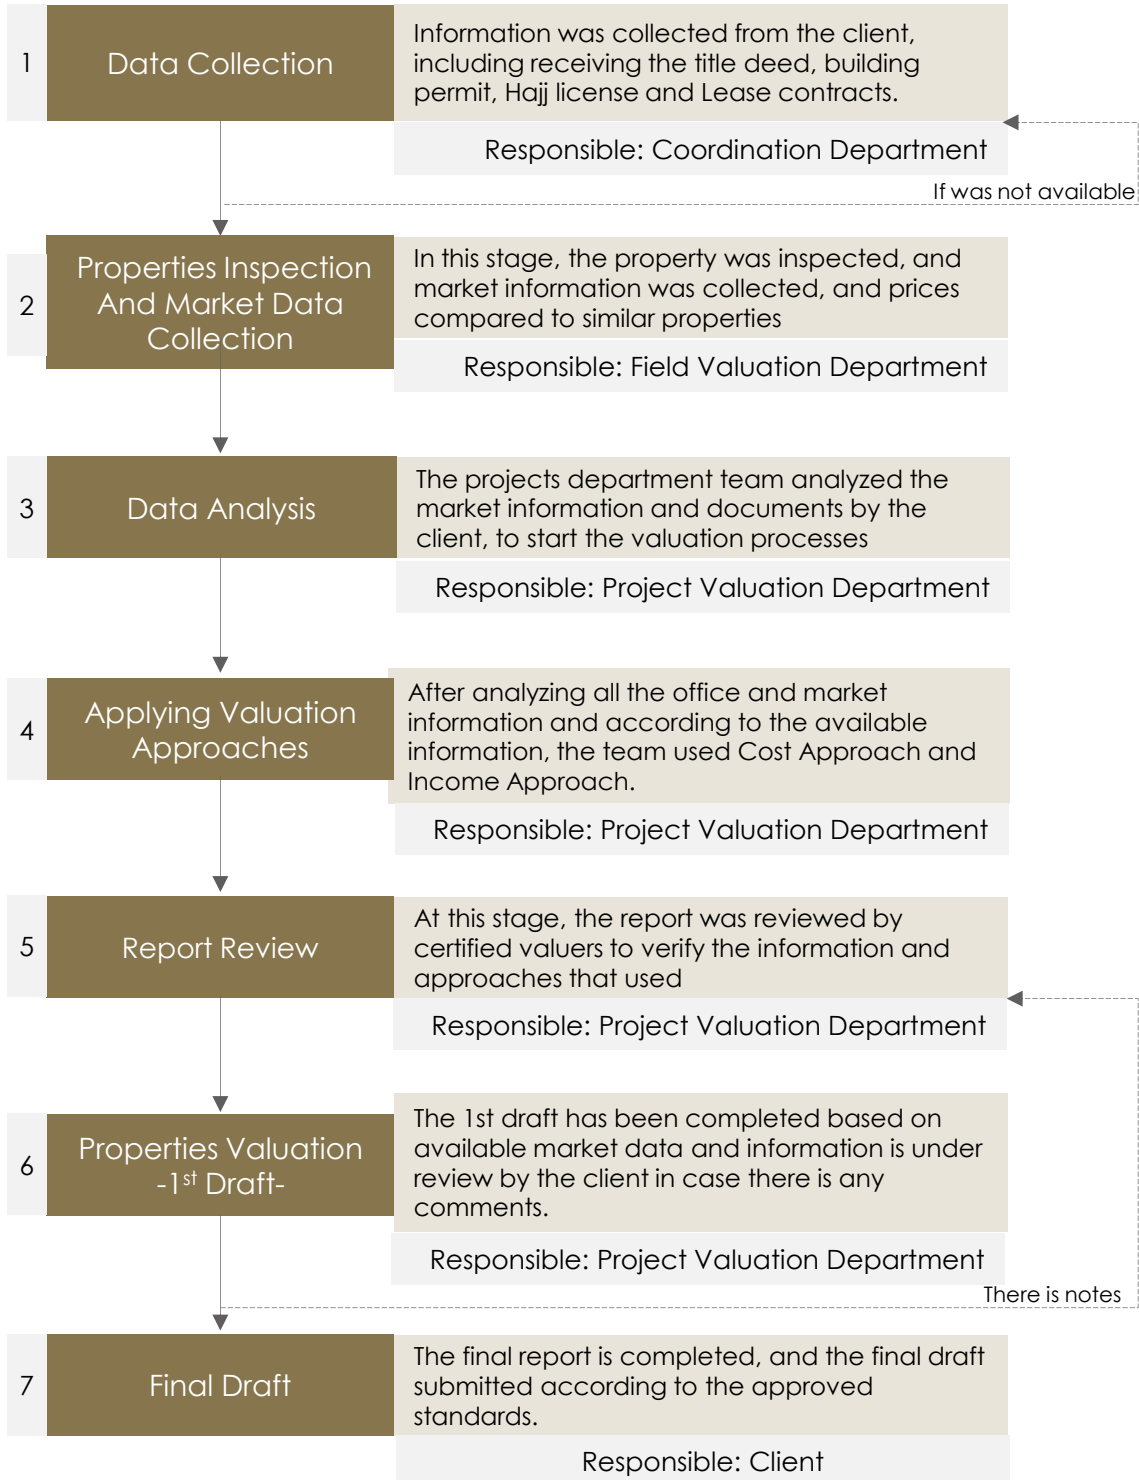 1
Data Collection
Information was collected from the client,
including receiving the title deed, building
permit, Hajj license and Lease contracts.
Responsible: Coordination Department
If was not available
2
Properties Inspection
And Market Data
Collection
In this stage, the property was inspected, and
market information was collected, and prices
compared to similar properties
Responsible: Field Valuation Department
3
Data Analysis
The projects department team analyzed the
market information and documents by the
client, to start the valuation processes
Responsible: Project Valuation Department
4
Applying Valuation
Approaches
After analyzing all the office and market
information and according to the available
information, the team used Cost Approach and
Income Approach.
Responsible: Project Valuation Department
5
Report Review
At this stage, the report was reviewed by
certified valuers to verify the information and
approaches that used
Responsible: Project Valuation Department
6
Properties Valuation
-1st Draft-
The 1st draft has been completed based on
available market data and information is under
review by the client in case there is any
comments.
Responsible: Project Valuation Department
There is notes
7
Final Draft
The final report is completed, and the final draft
submitted according to the approved
standards.
Responsible: Client